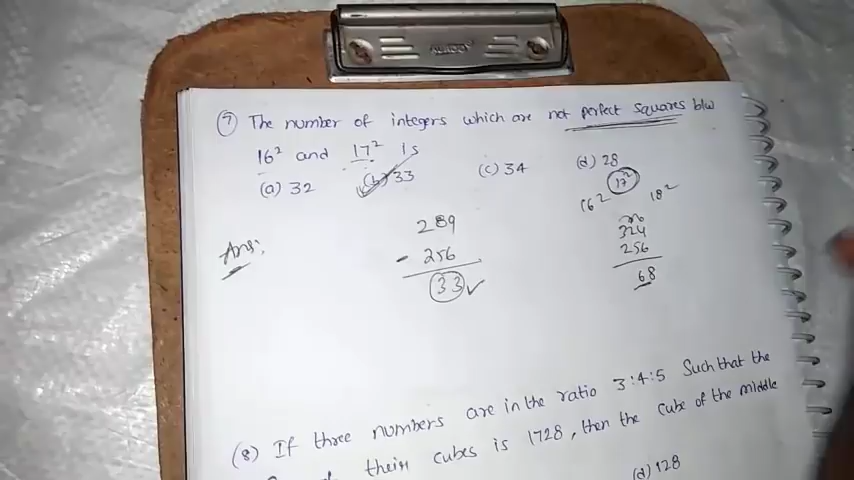 (7) The number of integers which are not perfect squares b/w
16² and 17² is
(a) 32 (b) 33 (c) 34 (d) 28
16² 17² 18²
Ans:
289
- 256
33 ✓
324
256
68
(8) If three numbers are in the ratio 3:4:5 Such that the
their cubes is 1728, then the cube of the middle
(d) 128